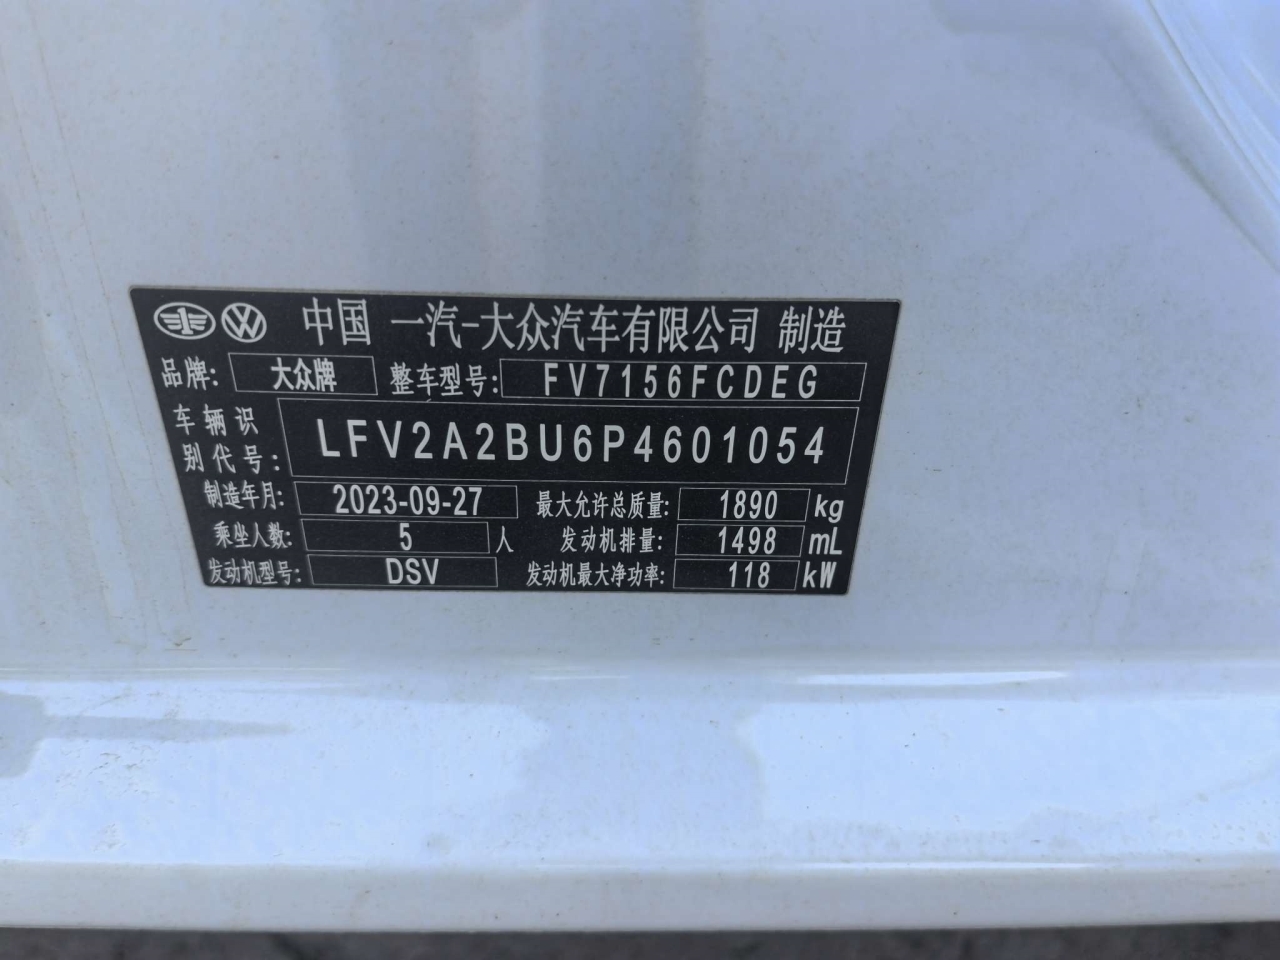 中国 一汽-大众汽车有限公司 制造
品牌: 大众牌 整车型号: FV7156FCDEG
车辆识别代号: LFV2A2BU6P4601054
制造年月: 2023-09-27 最大允许总质量: 1890 kg
乘坐人数: 5 人 发动机排量: 1498 mL
发动机型号: DSV 发动机最大净功率: 118 kW